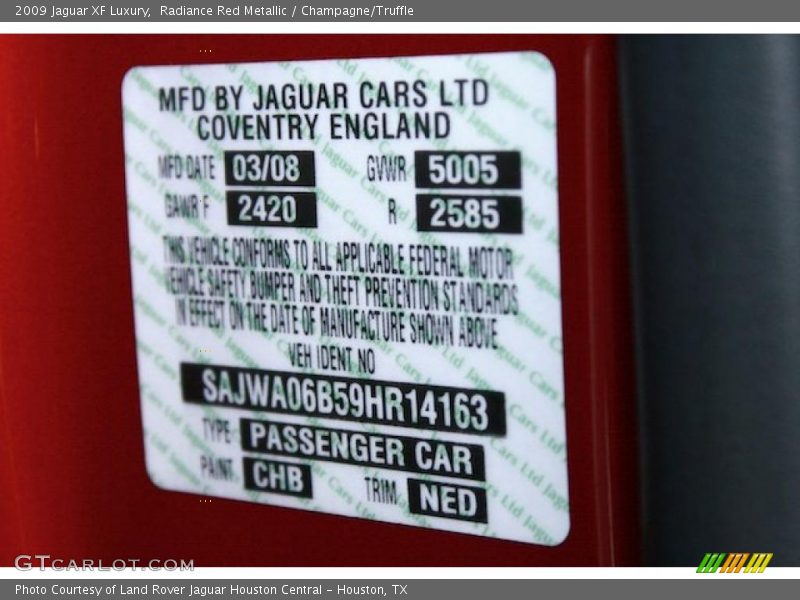 2009 Jaguar XF Luxury, Radiance Red Metallic / Champagne/Truffle
MFD BY JAGUAR CARS LTD
COVENTRY ENGLAND
MFD DATE 03/08 GVWR 5005
GAWR F 2420 R 2585
THIS VEHICLE CONFORMS TO ALL APPLICABLE FEDERAL MOTOR
VEHICLE SAFETY BUMPER AND THEFT PREVENTION STANDARDS
IN EFFECT ON THE DATE OF MANUFACTURE SHOWN ABOVE
VEH IDENT NO
SAJWA06B59HR14163
TYPE PASSENGER CAR
PAINT CHB TRIM NED
GTCARLOT.COM
Photo Courtesy of Land Rover Jaguar Houston Central - Houston, TX